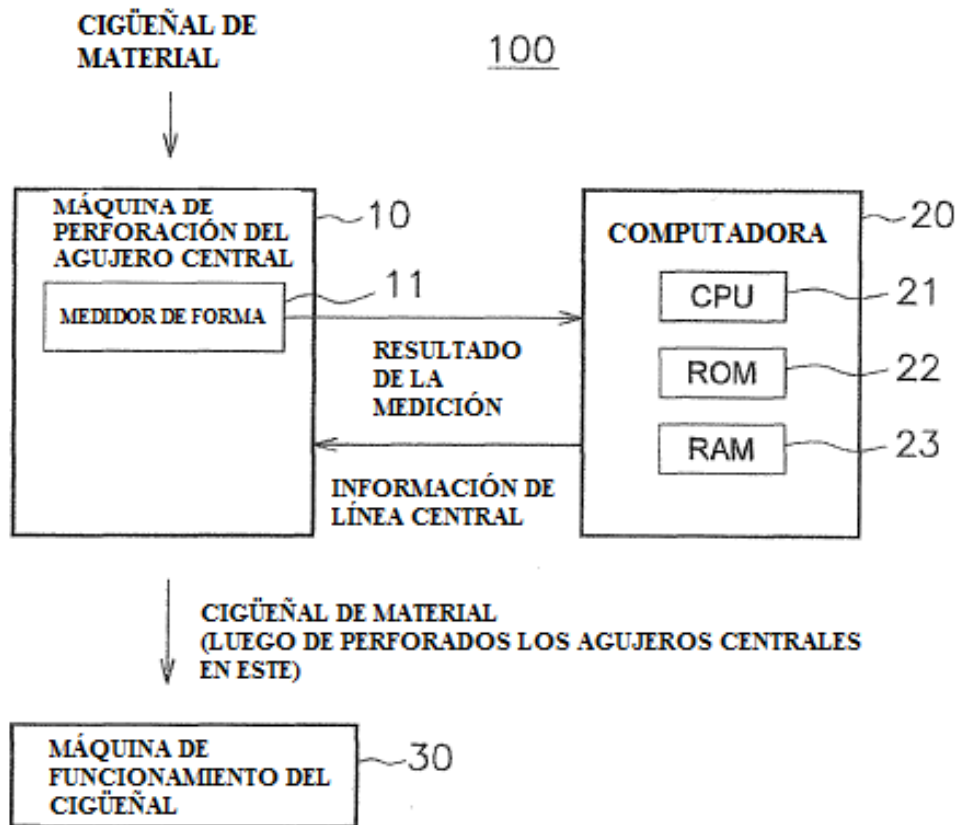 CIGÜEÑAL DE
MATERIAL
100
MÁQUINA DE
PERFORACIÓN DEL
AGUJERO CENTRAL
10
MEDIDOR DE FORMA
11
COMPUTADORA
20
CPU
21
ROM
22
RAM
23
RESULTADO
DE LA
MEDICIÓN
INFORMACIÓN DE
LÍNEA CENTRAL
CIGÜEÑAL DE MATERIAL
(LUEGO DE PERFORADOS LOS AGUJEROS CENTRALES
EN ESTE)
MÁQUINA DE
FUNCIONAMIENTO DEL
CIGÜEÑAL
30